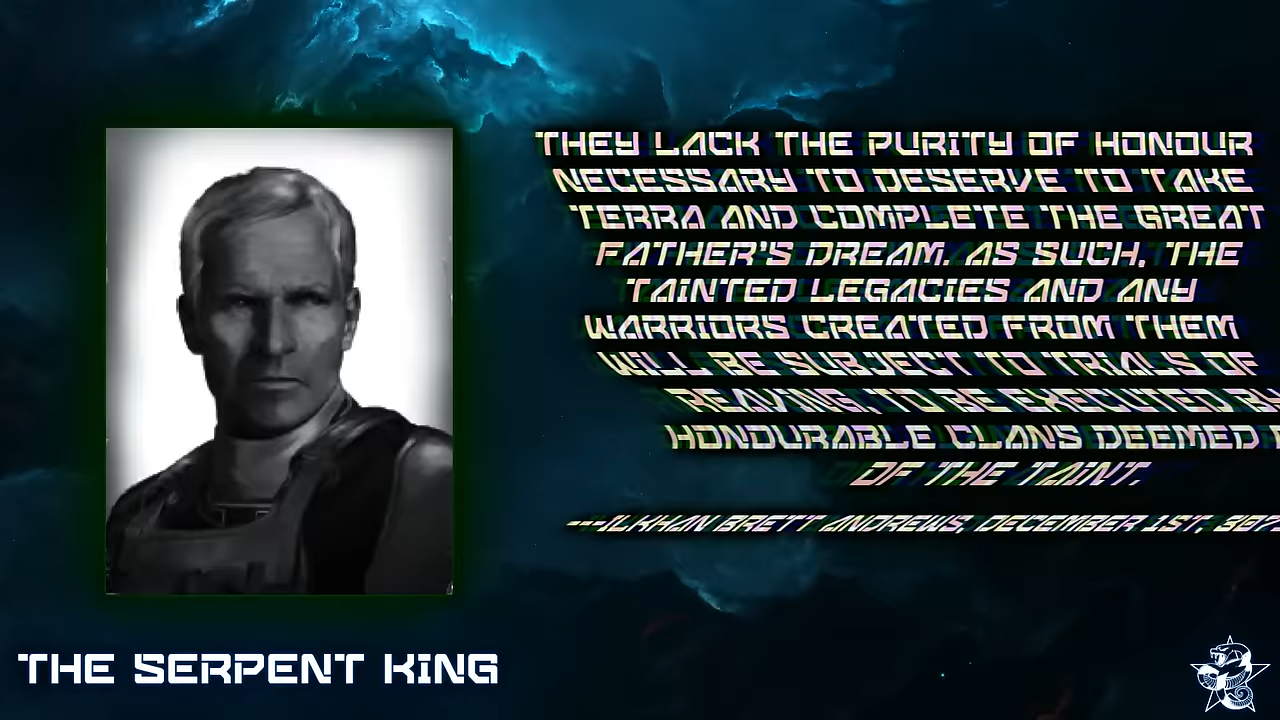 THEY LACK THE PURITY OF HONOUR
NECESSARY TO DESERVE TO TAKE
TERRA AND COMPLETE THE GREAT
FATHER'S DREAM. AS SUCH, THE
TAINTED LEGACIES AND ANY
WARRIORS CREATED FROM THEM
WILL BE SUBJECT TO TRIALS OF
REAVING, TO BE EXECUTED BY
HONOURABLE CLANS DEEMED
OF THE TAINT.
---ILKHAN BRETT ANDREWS, DECEMBER 1ST,
THE SERPENT KING